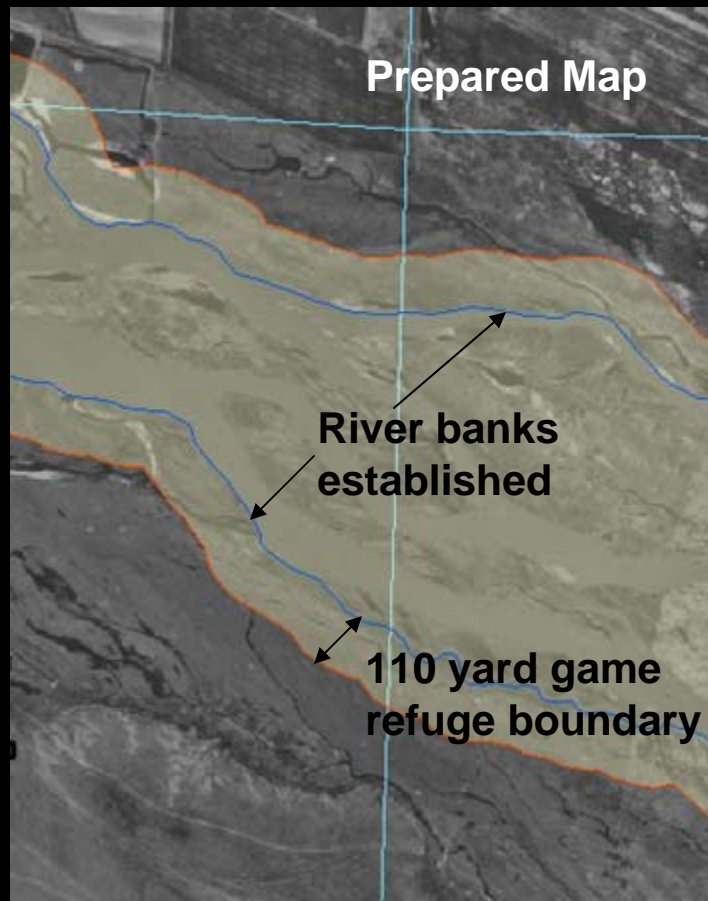 Prepared Map
River banks
established
110 yard game
refuge boundary